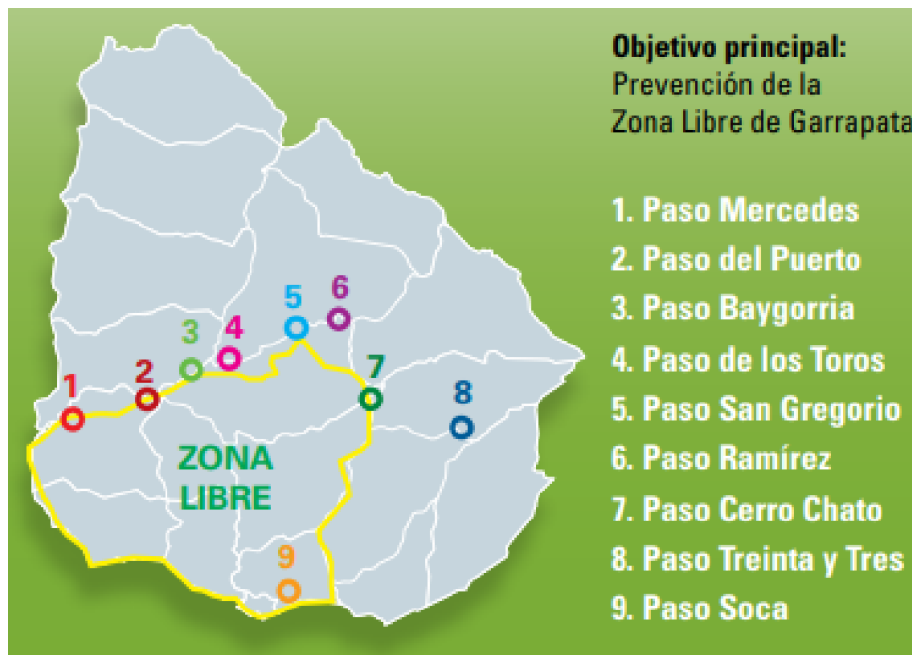 Objetivo principal:
Prevención de la
Zona Libre de Garrapata
1. Paso Mercedes
2. Paso del Puerto
3. Paso Baygorria
4. Paso de los Toros
5. Paso San Gregorio
6. Paso Ramírez
7. Paso Cerro Chato
8. Paso Treinta y Tres
9. Paso Soca
1
2
3
4
5
6
7
8
ZONA
LIBRE
9